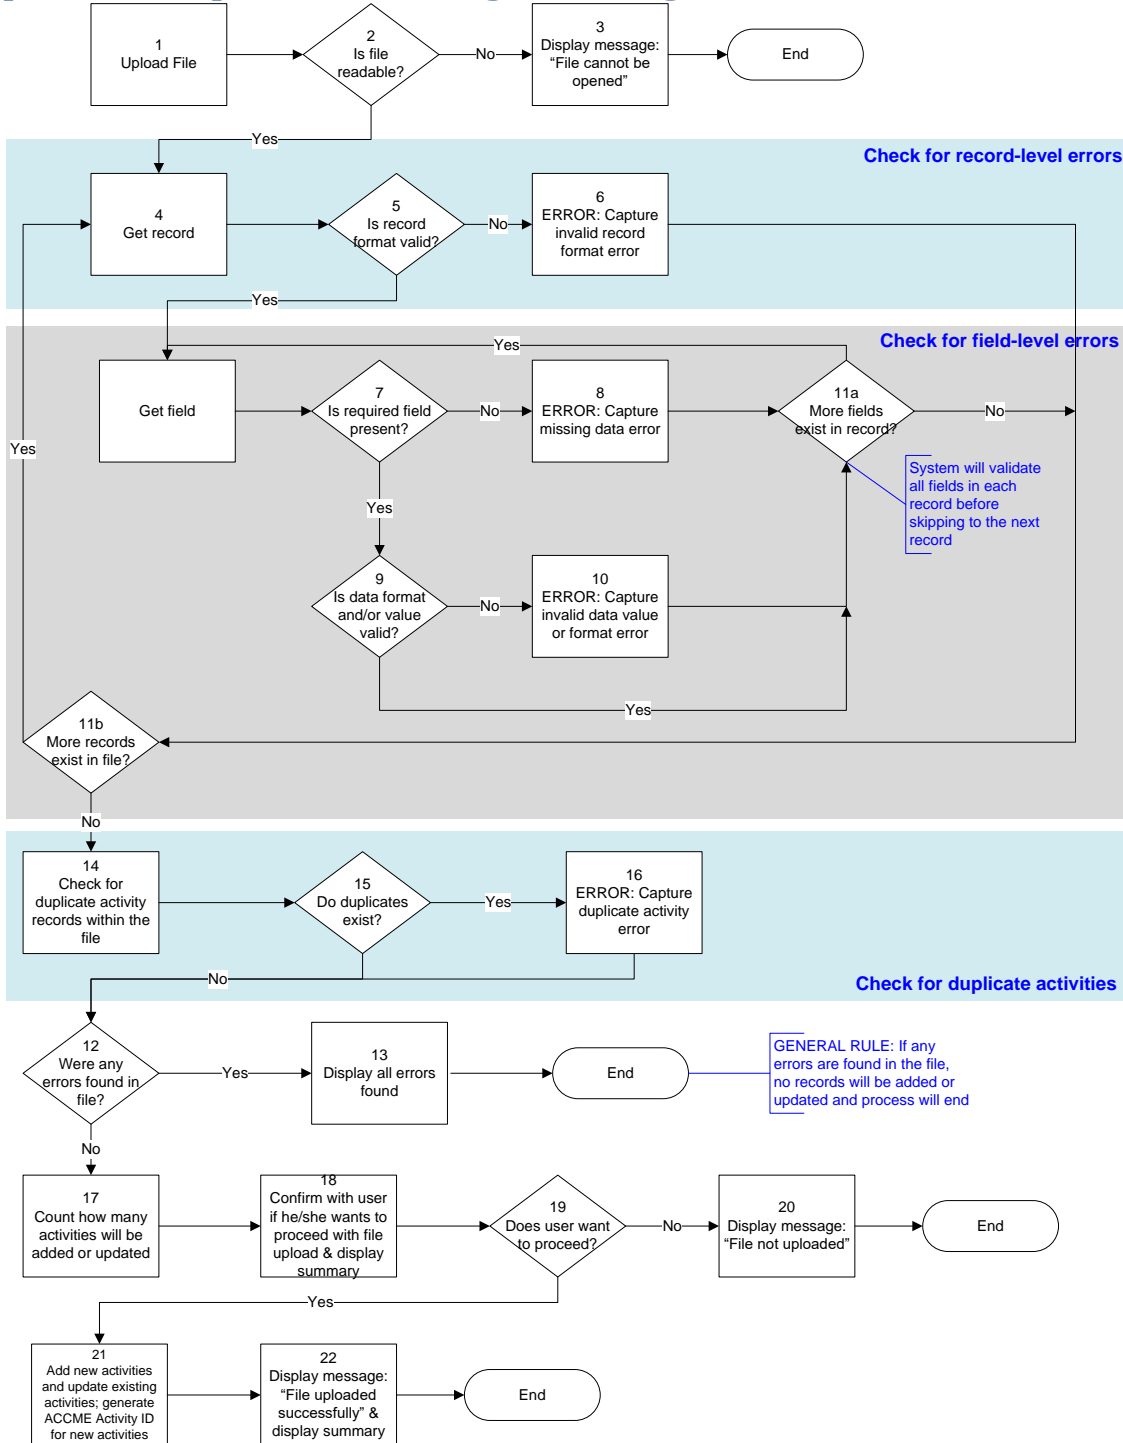 1
Upload File
2
Is file
readable?
No
3
Display message:
“File cannot be
opened”
End
Yes
Check for record-level errors
4
Get record
5
Is record
format valid?
No
6
ERROR: Capture
invalid record
format error
Yes
Check for field-level errors
Yes
Get field
7
Is required field
present?
No
8
ERROR: Capture
missing data error
11a
More fields
exist in record?
No
Yes
System will validate
all fields in each
record before
skipping to the next
record
Yes
9
Is data format
and/or value
valid?
No
10
ERROR: Capture
invalid data value
or format error
Yes
11b
More records
exist in file?
No
14
Check for
duplicate activity
records within the
file
15
Do duplicates
exist?
Yes
16
ERROR: Capture
duplicate activity
error
No
Check for duplicate activities
12
Were any
errors found in
file?
Yes
13
Display all errors
found
End
GENERAL RULE: If any
errors are found in the file,
no records will be added or
updated and process will end
No
17
Count how many
activities will be
added or updated
18
Confirm with user
if he/she wants to
proceed with file
upload & display
summary
19
Does user want
to proceed?
No
20
Display message:
“File not uploaded”
End
Yes
21
Add new activities
and update existing
activities; generate
ACCME Activity ID
for new activities
22
Display message:
“File uploaded
successfully” &
display summary
End